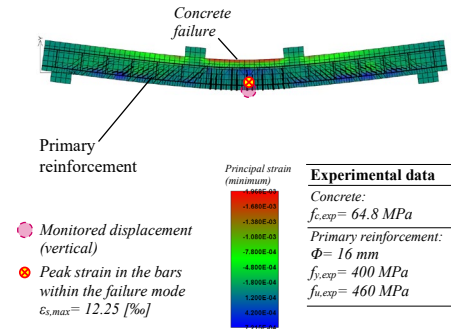 Concrete
failure
Primary
reinforcement
Monitored displacement
(vertical)
Peak strain in the bars
within the failure mode
εs,max= 12.25 [‰]
Principal strain
(minimum)
-1.680E-03
-1.380E-03
-1.080E-03
-7.800E-04
-4.800E-04
-1.800E-04
1.200E-04
Experimental data
Concrete:
fc,exp= 64.8 MPa
Primary reinforcement:
Φ= 16 mm
fy,exp= 400 MPa
fu,exp= 460 MPa